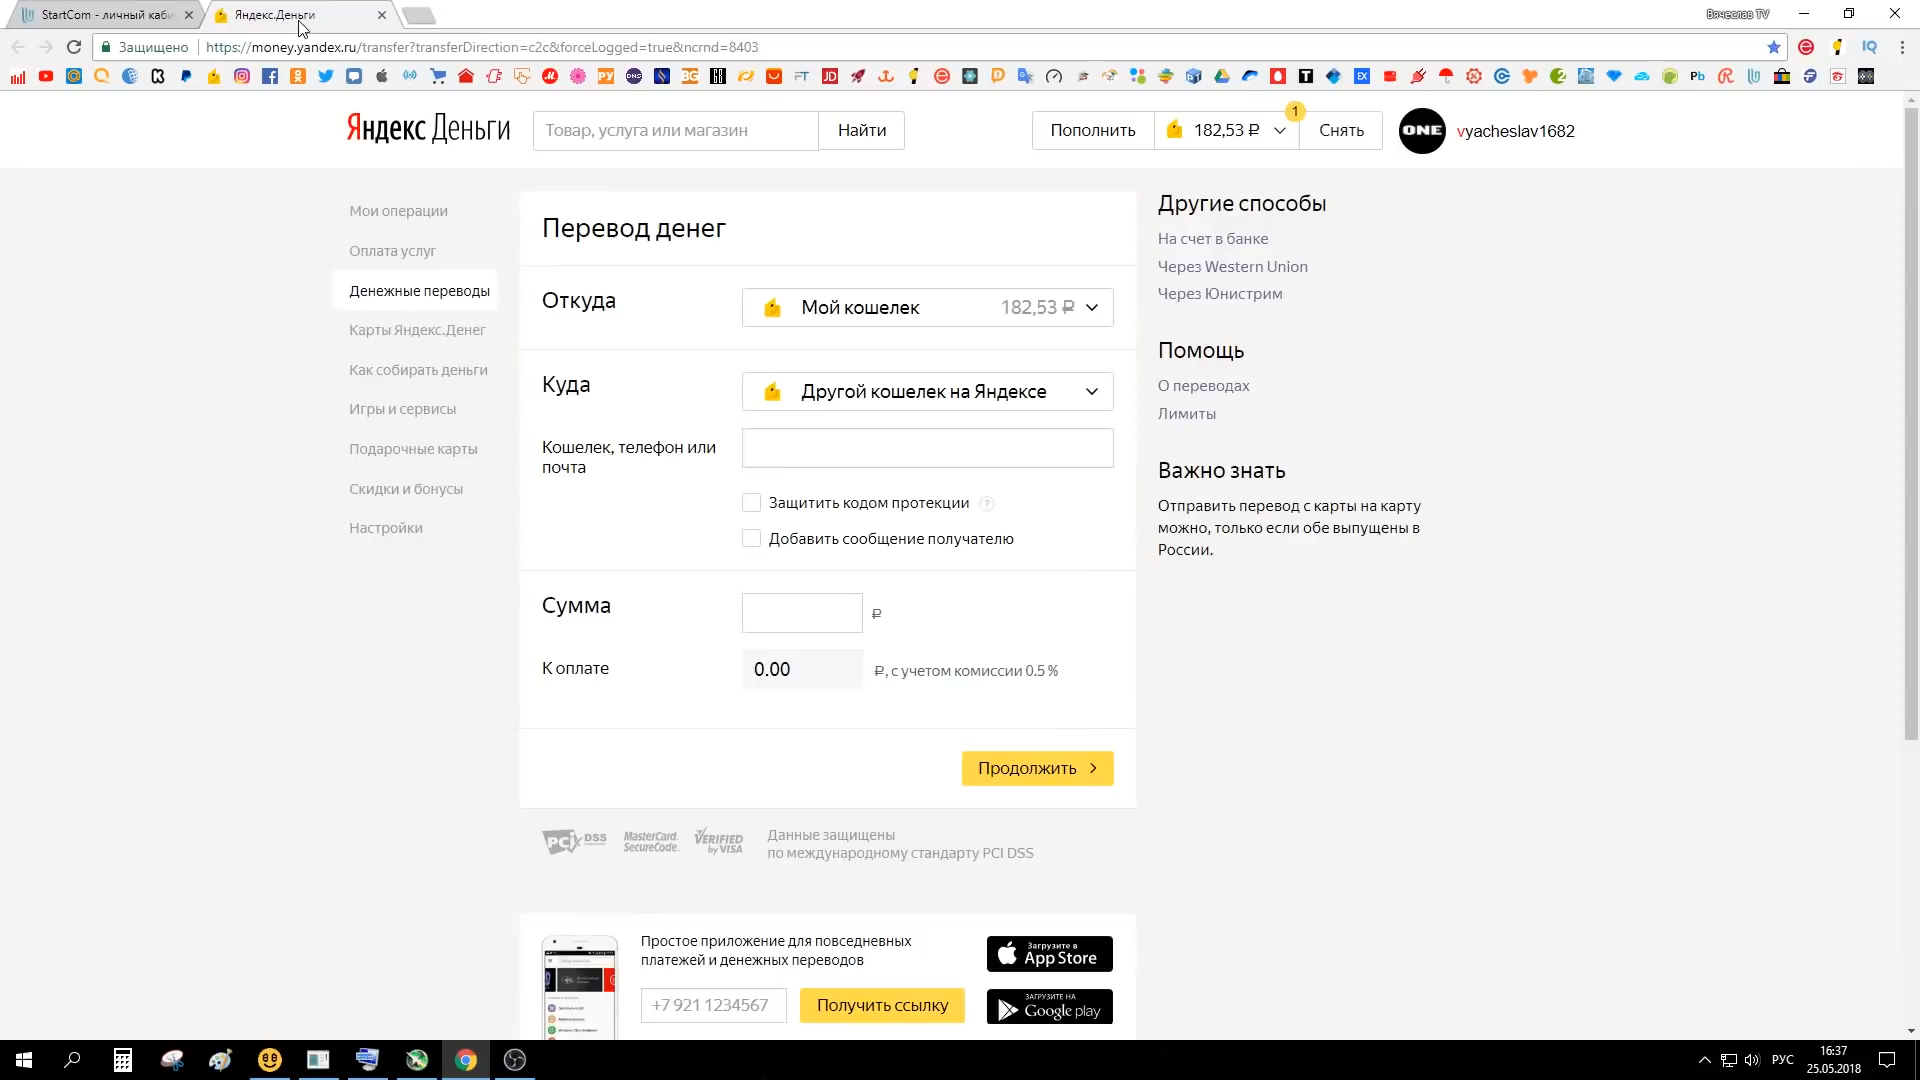 StartCom - личный каби
Яндекс.Деньги
Вячеслав TV
Защищено
https://money.yandex.ru/transfer?transferDirection=c2c&forceLogged=true&ncrnd=8403
Яндекс Деньги
Товар, услуга или магазин
Найти
Пополнить
182,53 ₽
1
Снять
ONE
vyacheslav1682
Мои операции
Оплата услуг
Денежные переводы
Карты Яндекс.Денег
Как собирать деньги
Игры и сервисы
Подарочные карты
Скидки и бонусы
Настройки
Перевод денег
Откуда
Мой кошелек
182,53 ₽
Куда
Другой кошелек на Яндексе
Кошелек, телефон или
почта
Защитить кодом протекции ?
Добавить сообщение получателю
Сумма
₽
К оплате
0.00
₽, с учетом комиссии 0.5 %
Продолжить
PCI DSS
MasterCard.
SecureCode.
VERIFIED
by VISA
Данные защищены
по международному стандарту PCI DSS
Другие способы
На счет в банке
Через Western Union
Через Юнистрим
Помощь
О переводах
Лимиты
Важно знать
Отправить перевод с карты на карту
можно, только если обе выпущены в
России.
Простое приложение для повседневных
платежей и денежных переводов
+7 921 1234567
Получить ссылку
Загрузите в
App Store
ЗАГРУЗИТЕ НА
Google play
РУС
16:37
25.05.2018